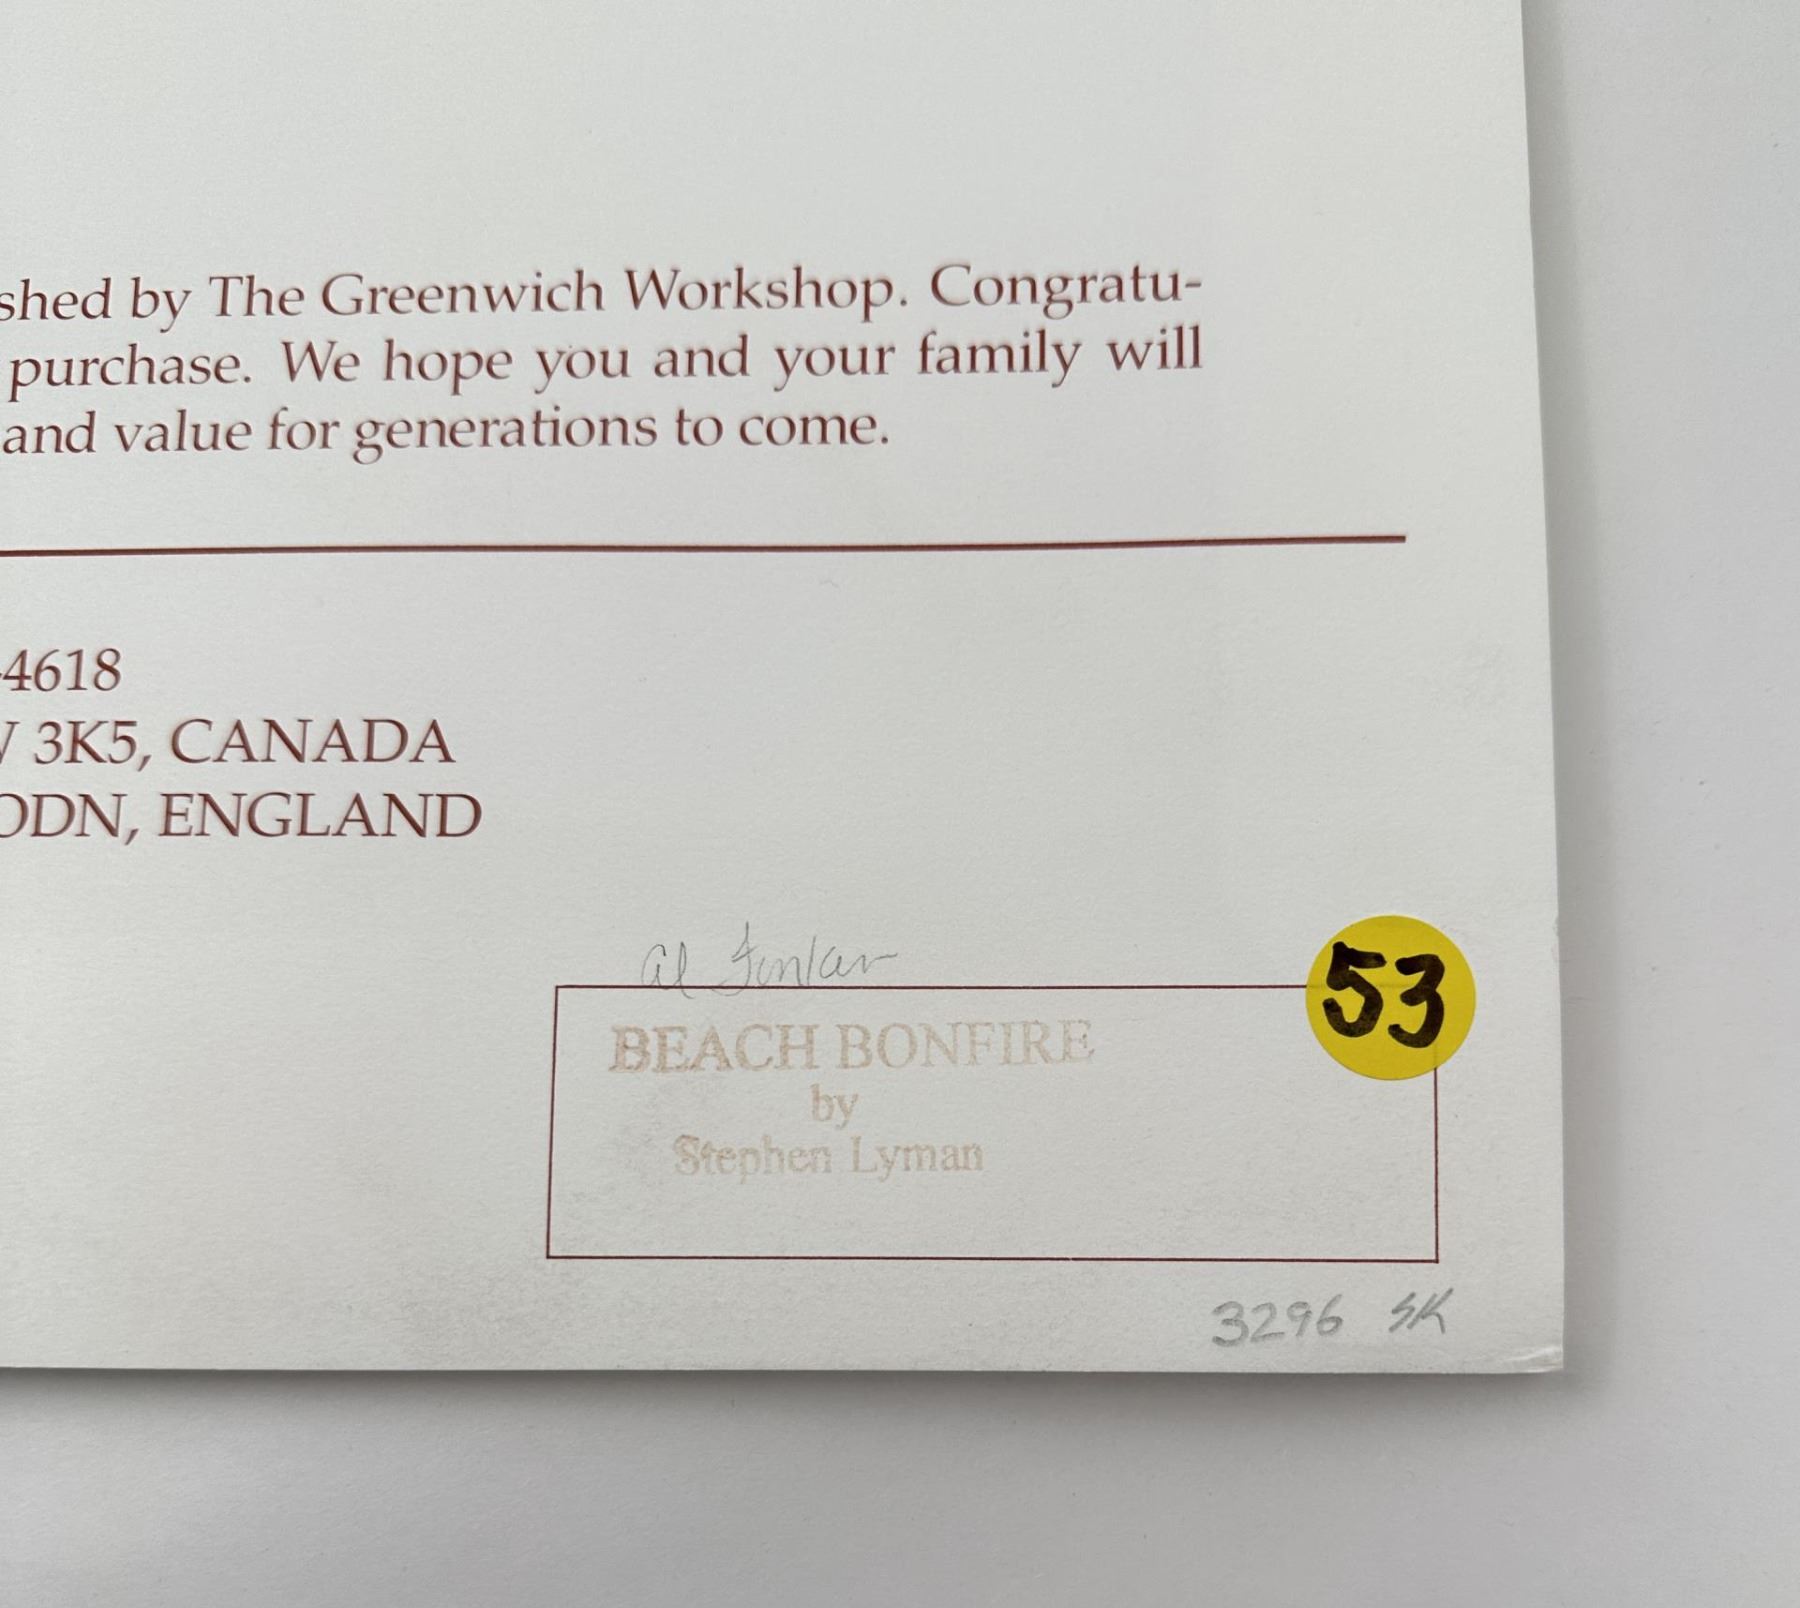 shed by The Greenwich Workshop. Congratu-
purchase. We hope you and your family will
and value for generations to come.
-4618
3K5, CANADA
ODN, ENGLAND
al
53
BEACH BONFIRE
by
Stephen Lyman
3296 SK